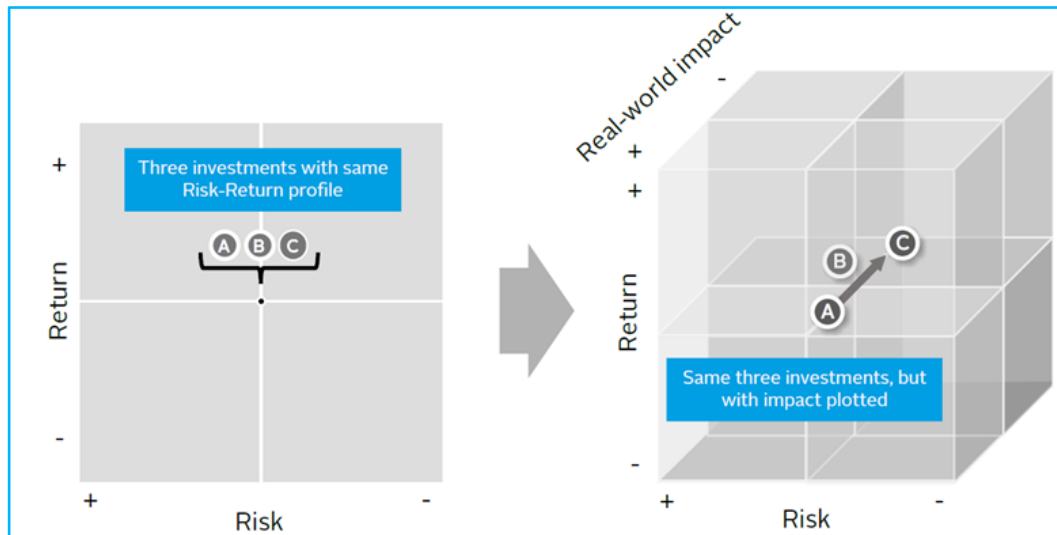 +
Three investments with same
Risk-Return profile
A B C
Return
-
+ -
Risk
Real-world impact
-
+
+
B
C
A
Return
Same three investments, but
with impact plotted
-
+ -
Risk